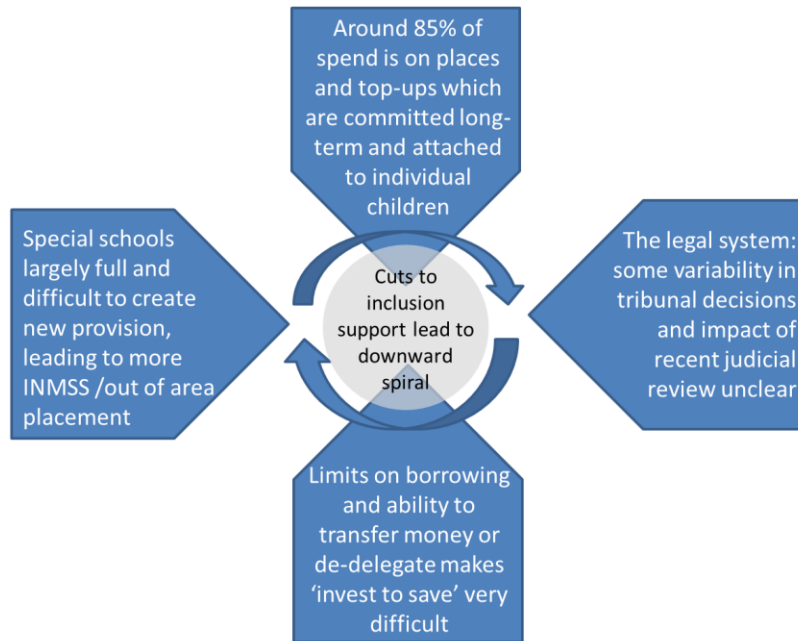 Around 85% of
spend is on places
and top-ups which
are committed long-
term and attached
to individual
children
Special schools
largely full and
difficult to create
new provision,
leading to more
INMSS /out of area
placement
Cuts to
inclusion
support lead to
downward
spiral
The legal system:
some variability in
tribunal decisions
and impact of
recent judicial
review unclear
Limits on borrowing
and ability to
transfer money or
de-delegate makes
‘invest to save’ very
difficult